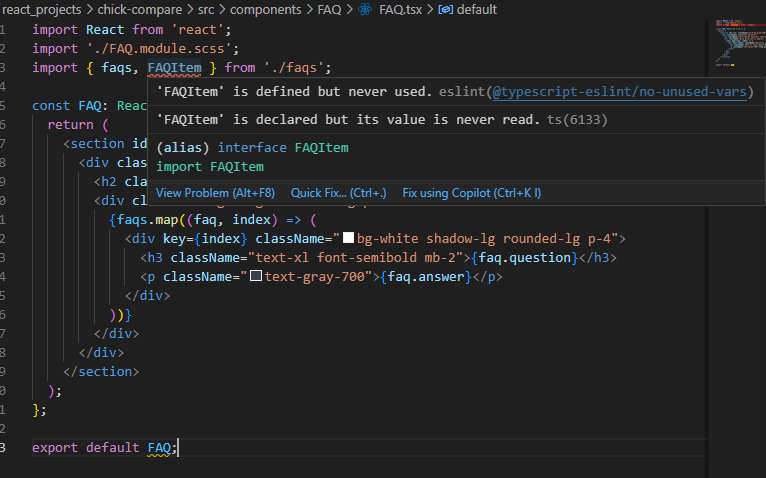 react_projects > chick-compare > src > components > FAQ > FAQ.tsx > default
1 import React from 'react';
2 import './FAQ.module.scss';
3 import { faqs, FAQItem } from './faqs';
'FAQItem' is defined but never used. eslint(@typescript-eslint/no-unused-vars)
5 const FAQ: Reac
'FAQItem' is declared but its value is never read. ts(6133)
6 return (
7 <section id
(alias) interface FAQItem
8 <div clas
import FAQItem
9 <h2 clas
0 <div cl
View Problem (Alt+F8) Quick Fix... (Ctrl+.) Fix using Copilot (Ctrl+K I)
1 {faqs.map((faq, index) => (
2 <div key={index} className="bg-white shadow-lg rounded-lg p-4">
3 <h3 className="text-xl font-semibold mb-2">{faq.question}</h3>
4 <p className="text-gray-700">{faq.answer}</p>
5 </div>
6 ))}
7 </div>
8 </div>
9 </section>
0 );
1 };
2
3 export default FAQ;